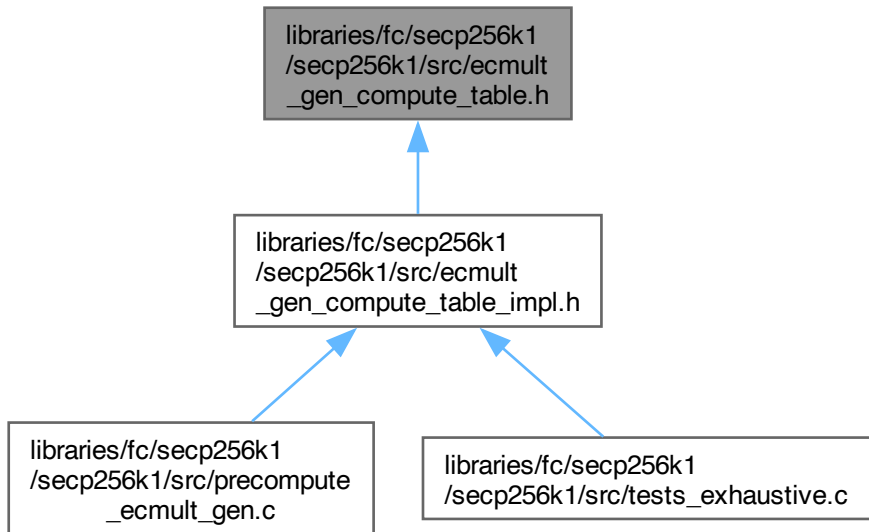 libraries/fc/secp256k1
/secp256k1/src/ecmult
_gen_compute_table.h
libraries/fc/secp256k1
/secp256k1/src/ecmult
_gen_compute_table_impl.h
libraries/fc/secp256k1
/secp256k1/src/precompute
_ecmult_gen.c
libraries/fc/secp256k1
/secp256k1/src/tests_exhaustive.c